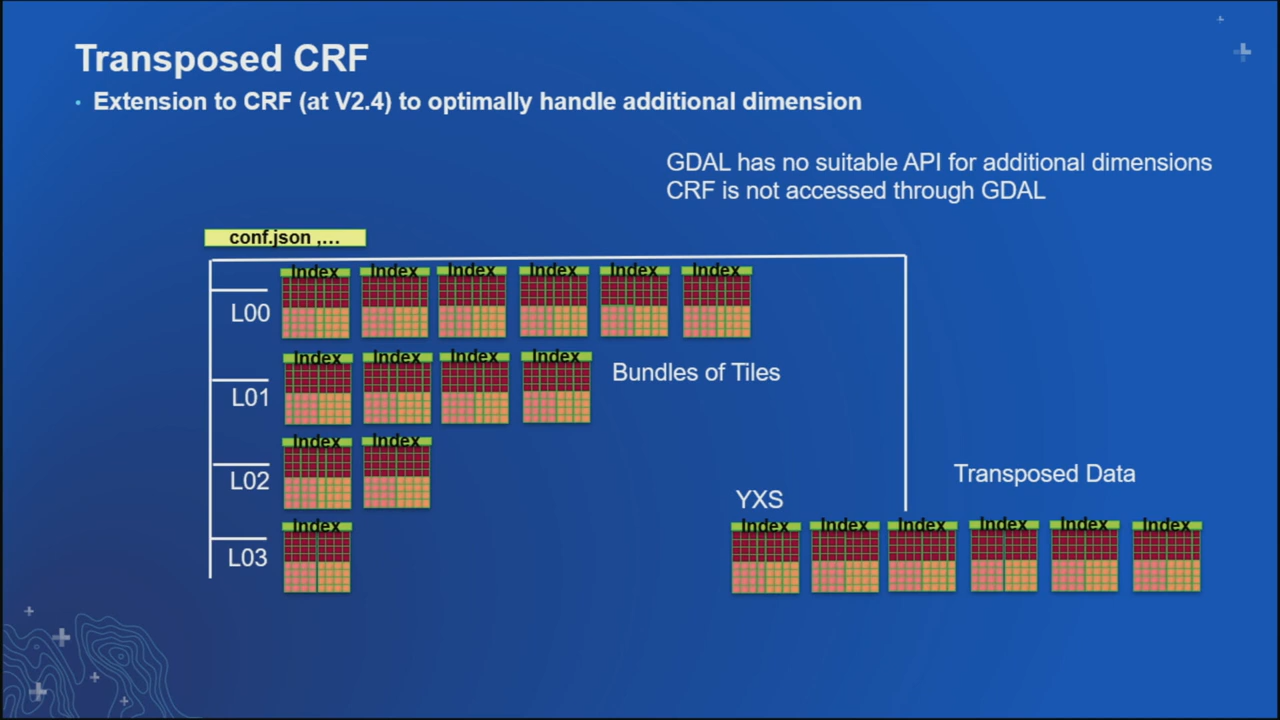 Transposed CRF
• Extension to CRF (at V2.4) to optimally handle additional dimension
GDAL has no suitable API for additional dimensions
CRF is not accessed through GDAL
conf.json ,...
Index Index Index Index Index Index
L00
Index Index Index Index
Bundles of Tiles
L01
Index Index
L02
Transposed Data
YXS
Index Index Index Index Index Index
Index
L03